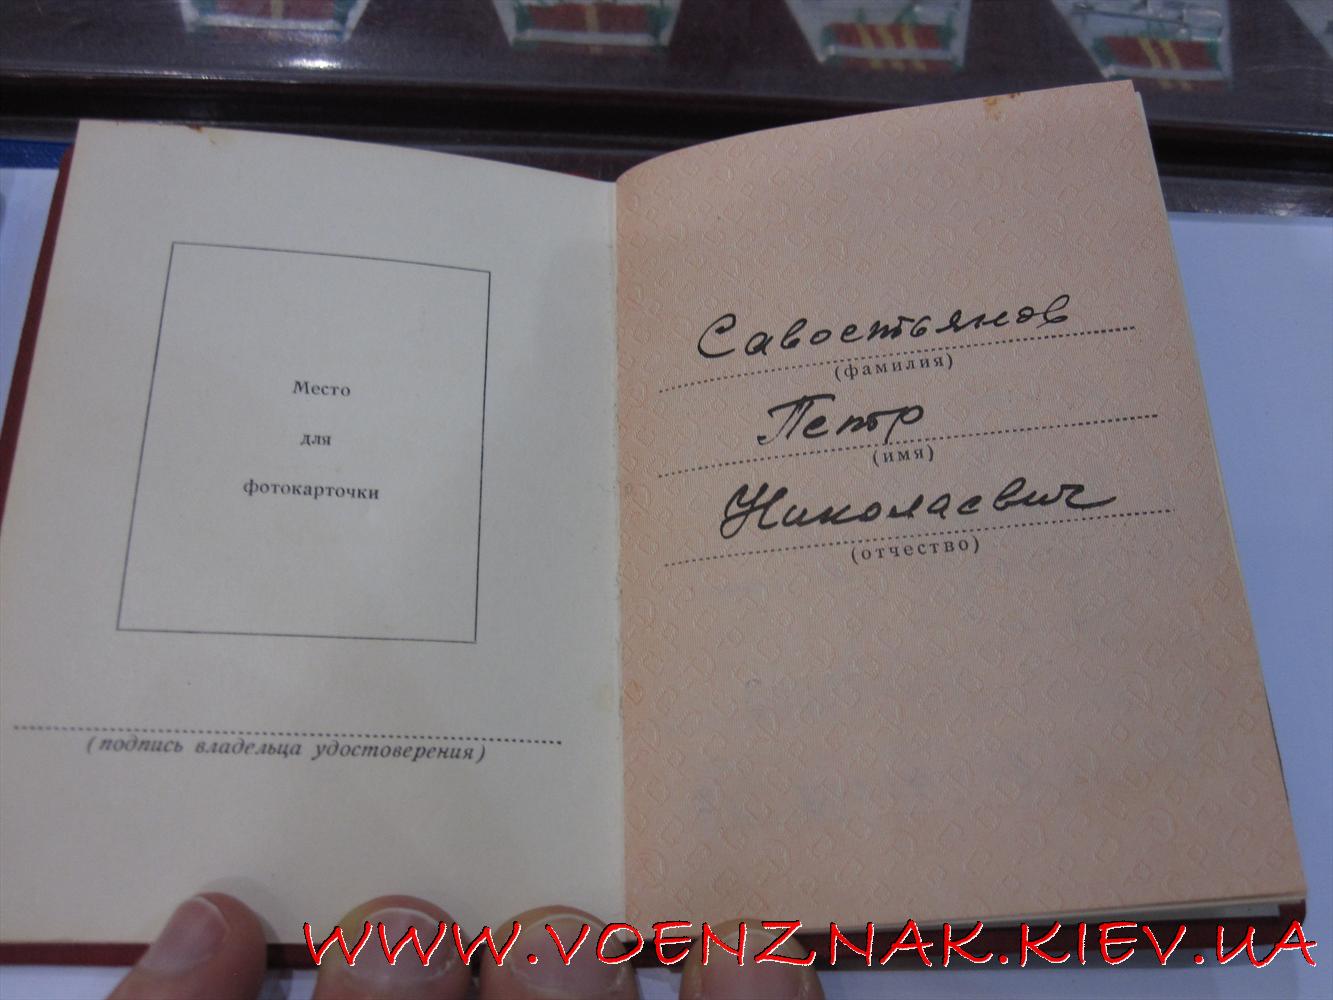 Место
для
фотокарточки
(подпись владельца удостоверения)
Савостьянов
(фамилия)
Петр
(имя)
Николаевич
(отчество)
WWW.VOENZNAK.KIEV.UA